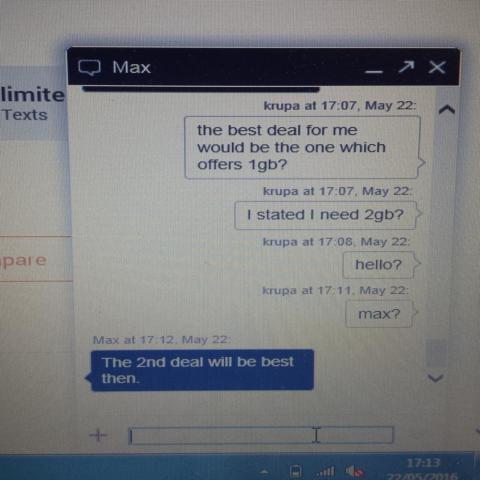 Max
limite
Texts
pare
krupa at 17:07, May 22:
the best deal for me
would be the one which
offers 1gb?
krupa at 17:07, May 22:
I stated I need 2gb?
krupa at 17:08, May 22:
hello?
krupa at 17:11, May 22:
max?
Max at 17:12, May 22:
The 2nd deal will be best
then.
17:13
22/05/2016